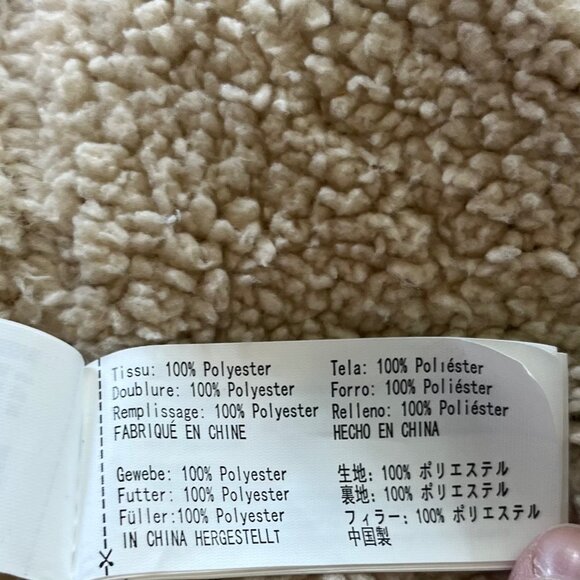 Tissu: 100% Polyester
Doublure: 100% Polyester
Remplissage: 100% Polyester
FABRIQUÉ EN CHINE
Tela: 100% Poliéster
Forro: 100% Poliéster
Relleno: 100% Poliéster
HECHO EN CHINA
Gewebe: 100% Polyester
Futter: 100% Polyester
Füller:100% Polyester
IN CHINA HERGESTELLT
生地: 100% ポリエステル
裏地: 100% ポリエステル
フィラー: 100% ポリエステル
中国製